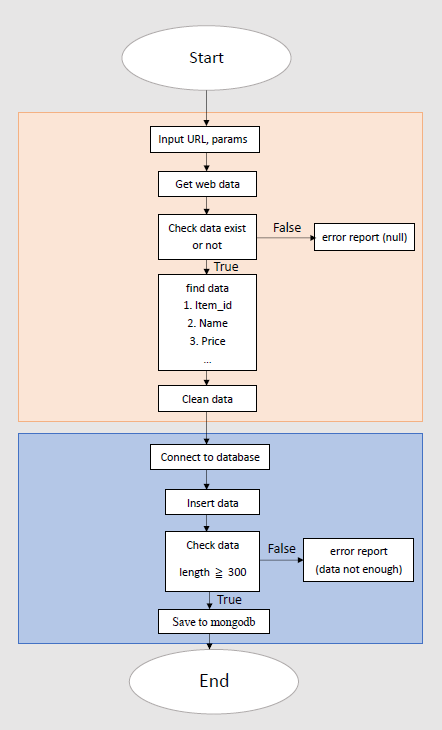 Start
Input URL, params
Get web data
Check data exist
or not
False
error report (null)
True
find data
1. Item_id
2. Name
3. Price
...
Clean data
Connect to database
Insert data
Check data
length ≧ 300
False
error report
(data not enough)
True
Save to mongodb
End